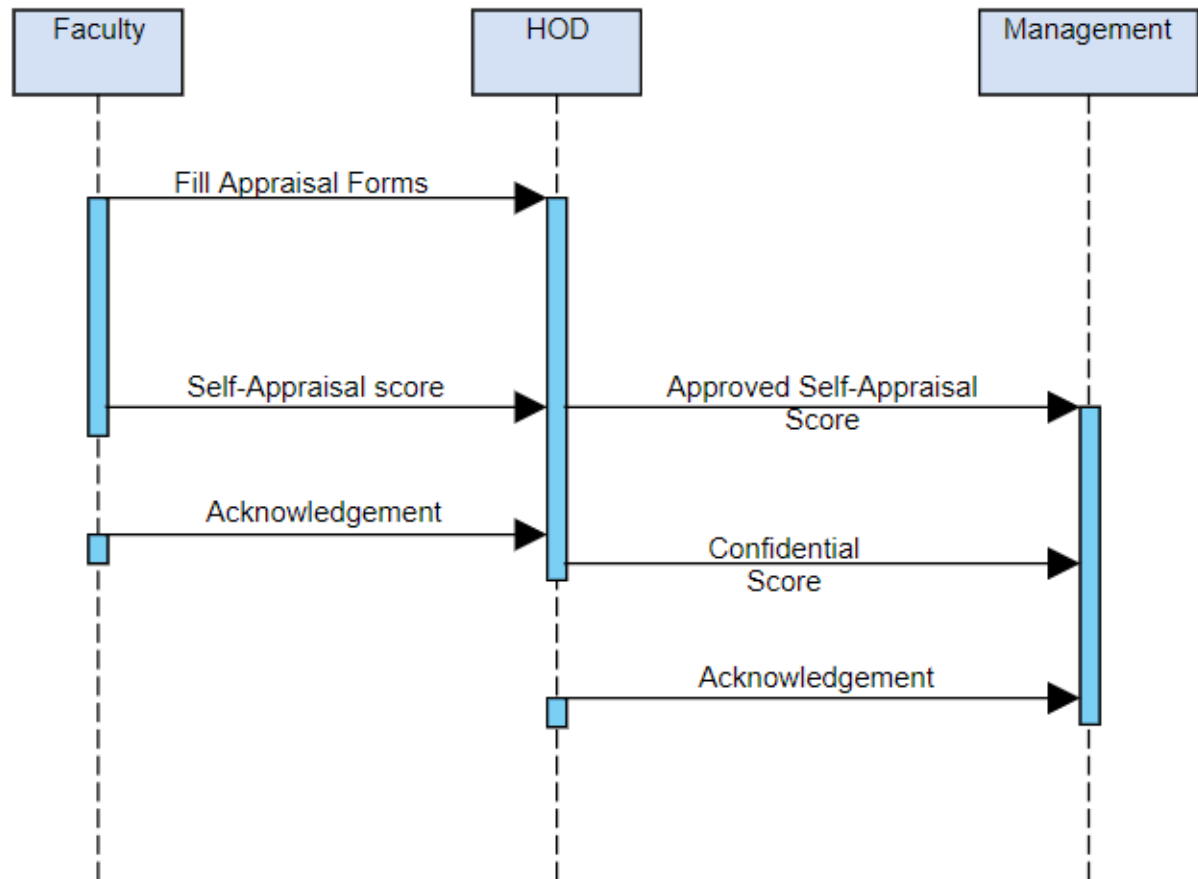 Faculty
HOD
Management
Fill Appraisal Forms
Self-Appraisal score
Approved Self-Appraisal
Score
Acknowledgement
Confidential
Score
Acknowledgement